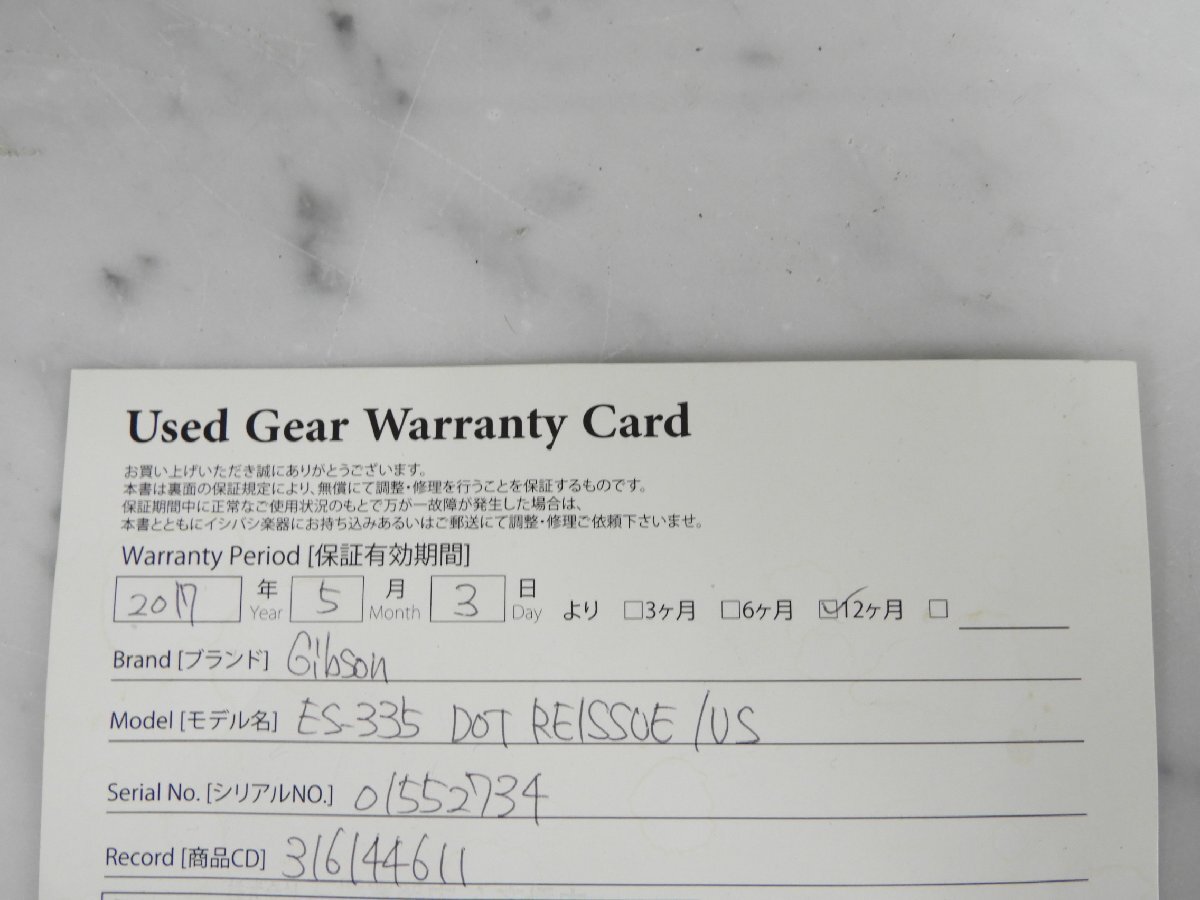 Used Gear Warranty Card
お買い上げいただき誠にありがとうございます。
本書は裏面の保証規定により、無償にて調整・修理を行うことを保証するものです。
保証期間中に正常なご使用状況のもとで万が一故障が発生した場合は、
本書とともにイシバシ楽器にお持ち込みあるいはご郵送にて調整・修理ご依頼下さいませ。
Warranty Period [保証有効期間]
2017 年 Year 5 月 Month 3 日 Day より □3ヶ月 □6ヶ月 ☑12ヶ月 □
Brand [ブランド] Gibson
Model [モデル名] ES-335 DOT REISSUE/US
Serial No. [シリアルNO.] 01552734
Record [商品CD] 316144611